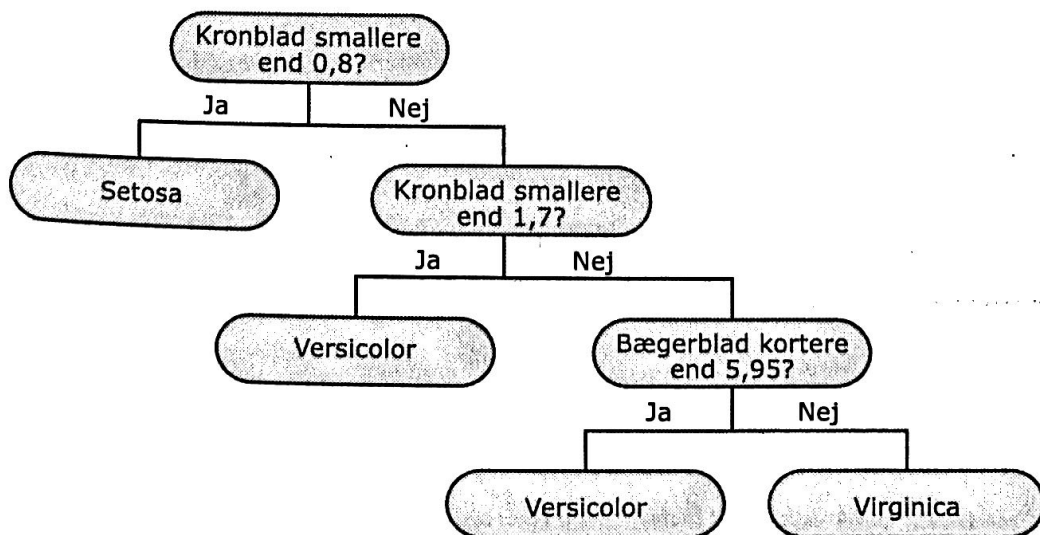 Kronblad smallere
end 0,8?
Ja
Nej
Setosa
Kronblad smallere
end 1,7?
Ja
Nej
Versicolor
Bægerblad kortere
end 5,95?
Ja
Nej
Versicolor
Virginica